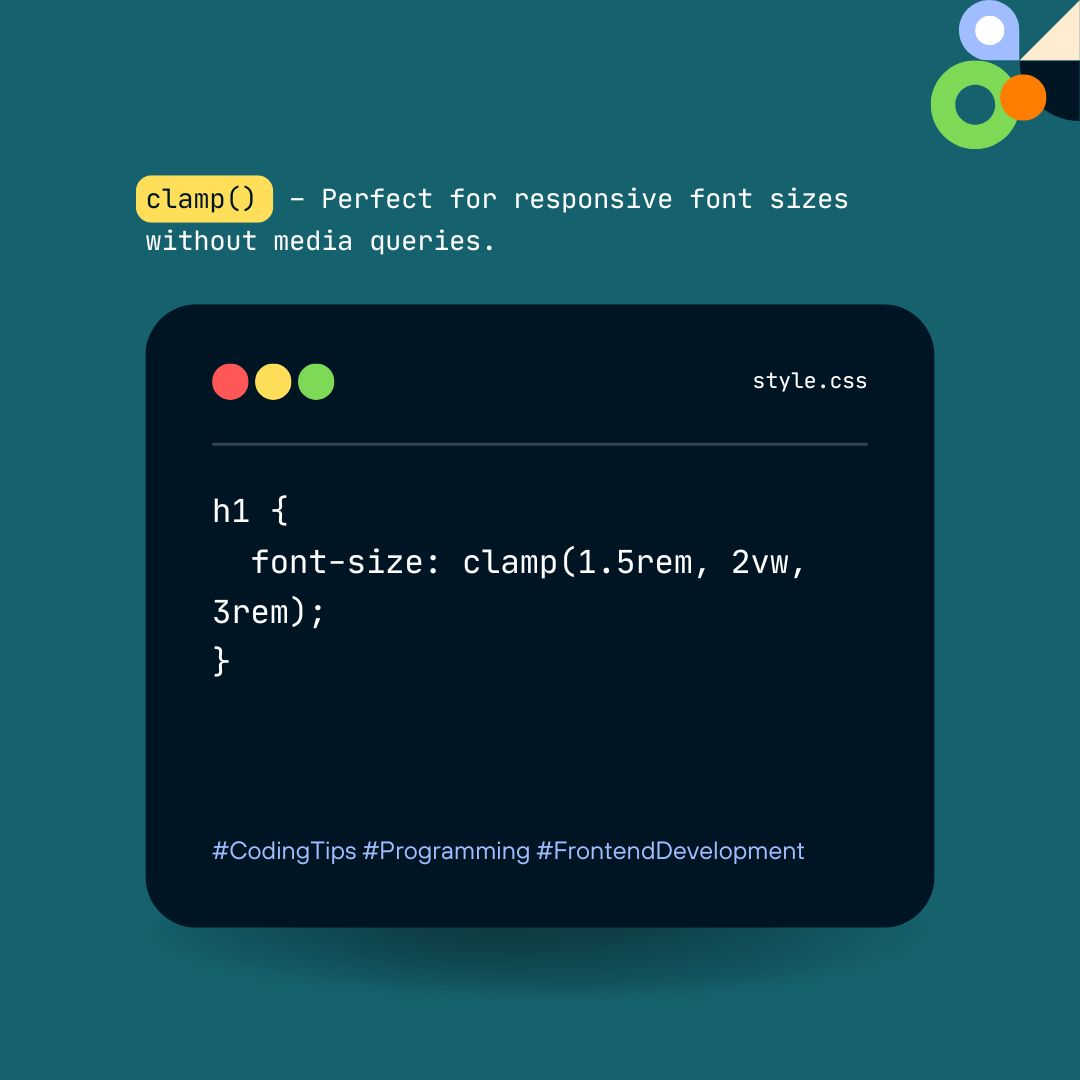 clamp() – Perfect for responsive font sizes
without media queries.
style.css
h1 {
  font-size: clamp(1.5rem, 2vw,
3rem);
}
#CodingTips #Programming #FrontendDevelopment